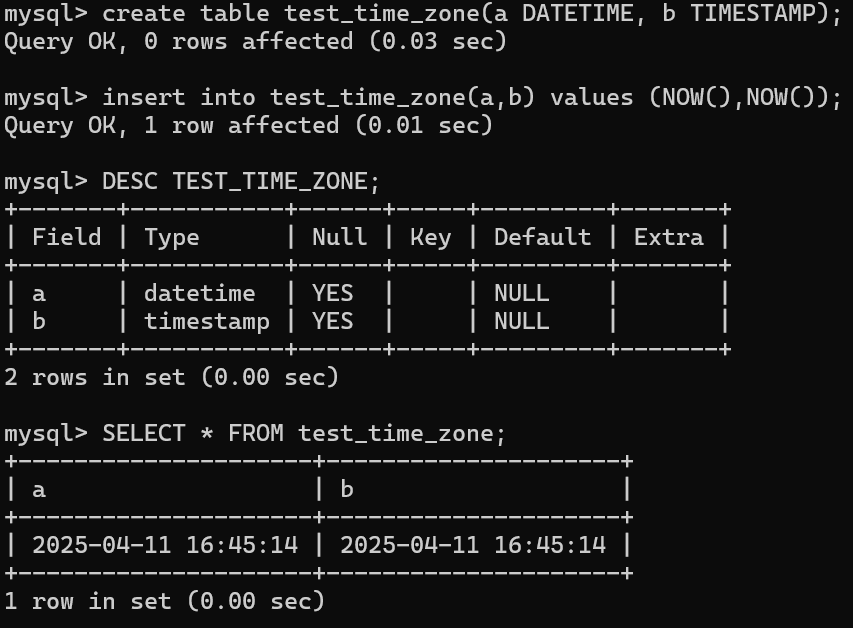 mysql> create table test_time_zone(a DATETIME, b TIMESTAMP);
Query OK, 0 rows affected (0.03 sec)

mysql> insert into test_time_zone(a,b) values (NOW(),NOW());
Query OK, 1 row affected (0.01 sec)

mysql> DESC TEST_TIME_ZONE;
+-------+-----------+------+-----+---------+-------+
| Field | Type      | Null | Key | Default | Extra |
+-------+-----------+------+-----+---------+-------+
| a     | datetime  | YES  |     | NULL    |       |
| b     | timestamp | YES  |     | NULL    |       |
+-------+-----------+------+-----+---------+-------+
2 rows in set (0.00 sec)

mysql> SELECT * FROM test_time_zone;
+---------------------+---------------------+
| a                   | b                   |
+---------------------+---------------------+
| 2025-04-11 16:45:14 | 2025-04-11 16:45:14 |
+---------------------+---------------------+
1 row in set (0.00 sec)